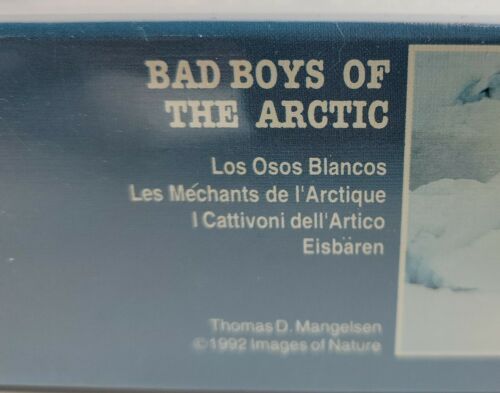 BAD BOYS OF
THE ARCTIC
Los Osos Blancos
Les Méchants de l'Arctique
I Cattivoni dell'Artico
Eisbären
Thomas D. Mangelsen
©1992 Images of Nature